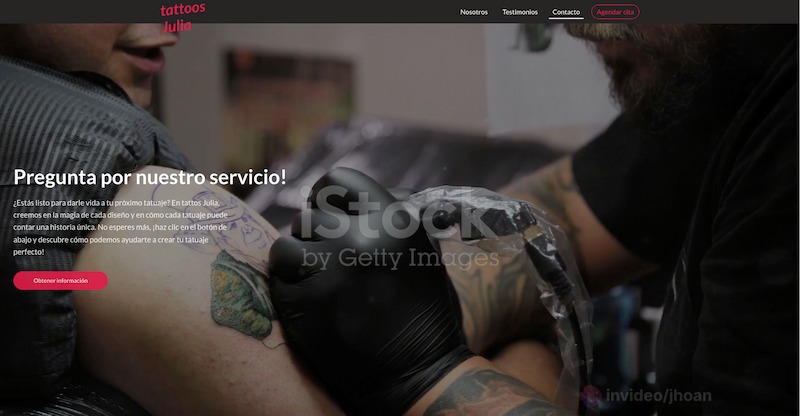 tattoos
Julia
Nosotros Testimonios Contacto Agendar cita
Pregunta por nuestro servicio!
¿Estás listo para darle vida a tu próximo tatuaje? En tattos Julia,
creemos en la magia de cada diseño y en cómo cada tatuaje puede
contar una historia única. No esperes más, ¡haz clic en el botón de
abajo y descubre cómo podemos ayudarte a crear tu tatuaje
perfecto!
Obtener información
iStock
by Getty Images
invideo/jhoan